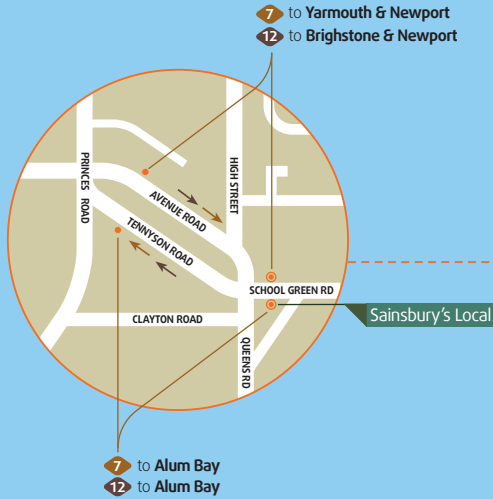 7 to Yarmouth & Newport
12 to Brighstone & Newport
PRINCES ROAD
HIGH STREET
AVENUE ROAD
TENNYSON ROAD
SCHOOL GREEN RD
Sainsbury's Local
CLAYTON ROAD
QUEENS RD
7 to Alum Bay
12 to Alum Bay